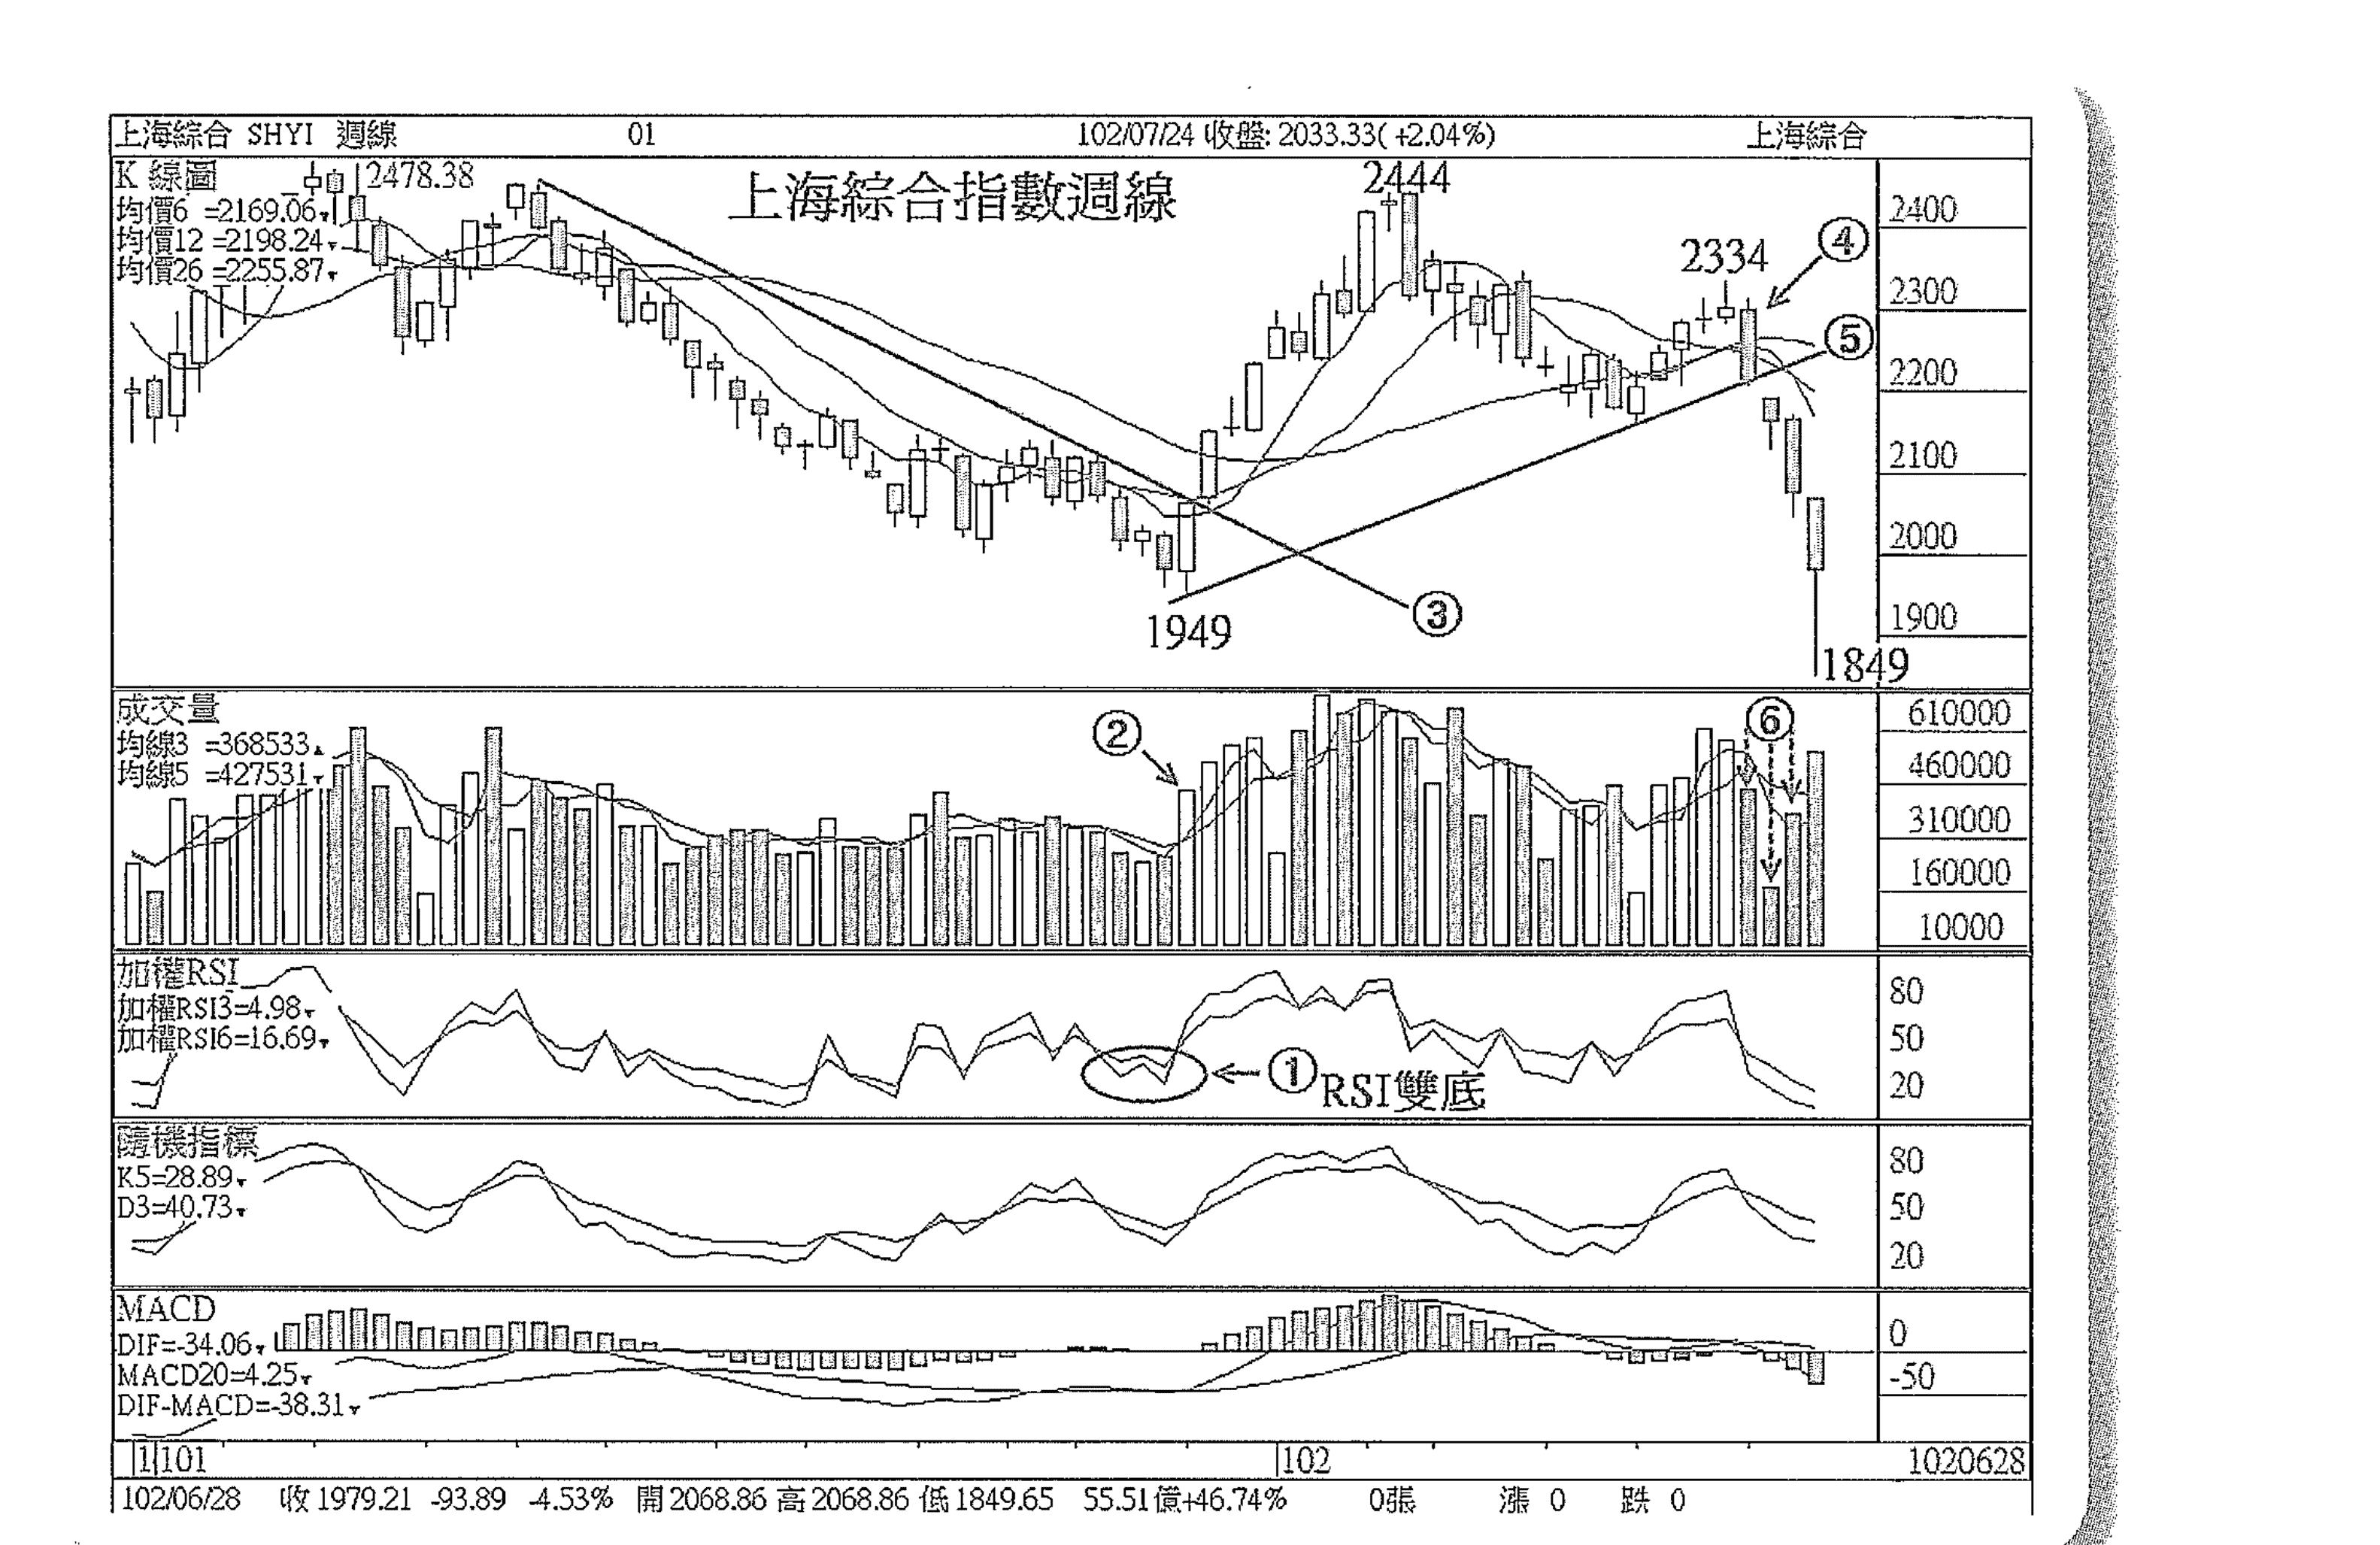 上海綜合 SHYI 週線 01 102/07/24 收盤: 2033.33( +2.04%) 上海綜合
K 線圖
2478.38
均價6 =2169.06
均價12 =2198.24
均價26 =2255.87
上海綜合指數週線
2444
2334
④
⑤
③
1949
1849
2400
2300
2200
2100
2000
1900
成交量
均線3 =368533
均線5 =427531
②
⑥
610000
460000
310000
160000
10000
加權RSI
加權RSI3=4.98
加權RSI6=16.69
①RSI雙底
80
50
20
隨機指標
K5=28.89
D3=40.73
80
50
20
MACD
DIF=-34.06
MACD20=4.25
DIF-MACD=-38.31
0
-50
1 101 102 1020628
102/06/28 收 1979.21 -93.89 -4.53% 開 2068.86 高 2068.86 低 1849.65 55.51億+46.74% 0張 漲 0 跌 0